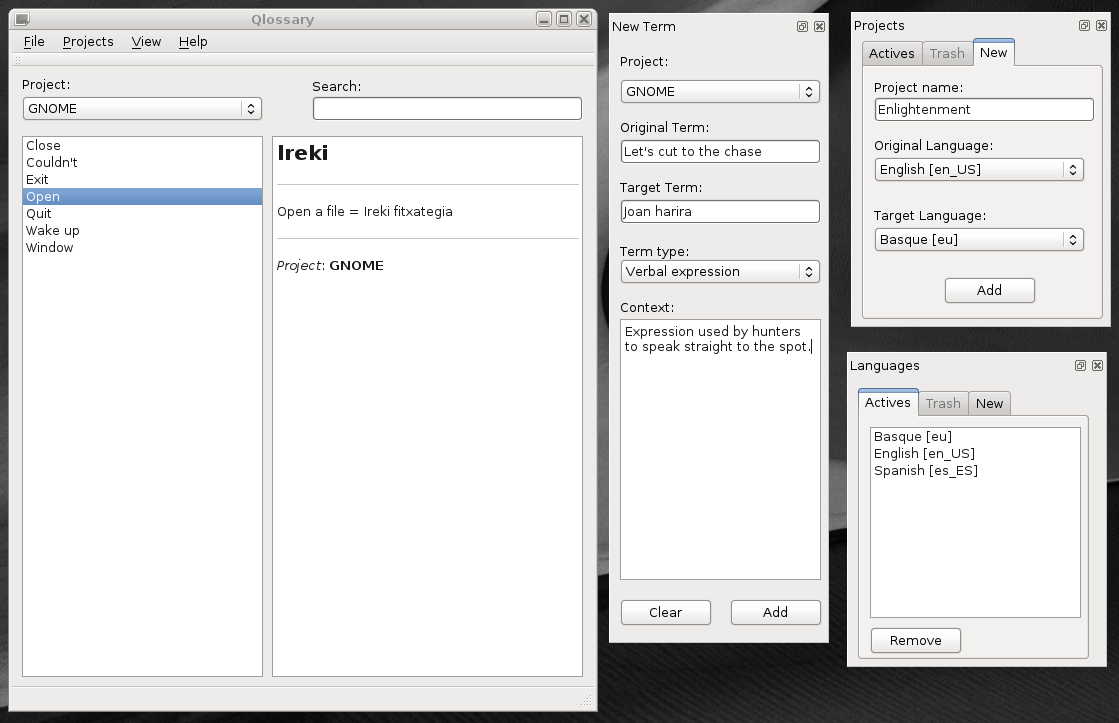 Qlossary
File Projects View Help
Project:
GNOME
Search:
Close
Couldn't
Exit
Open
Quit
Wake up
Window
Ireki
Open a file = Ireki fitxategia
Project: GNOME
New Term
Project:
GNOME
Original Term:
Let's cut to the chase
Target Term:
Joan harira
Term type:
Verbal expression
Context:
Expression used by hunters
to speak straight to the spot.
Clear Add
Projects
Actives Trash New
Project name:
Enlightenment
Original Language:
English [en_US]
Target Language:
Basque [eu]
Add
Languages
Actives Trash New
Basque [eu]
English [en_US]
Spanish [es_ES]
Remove